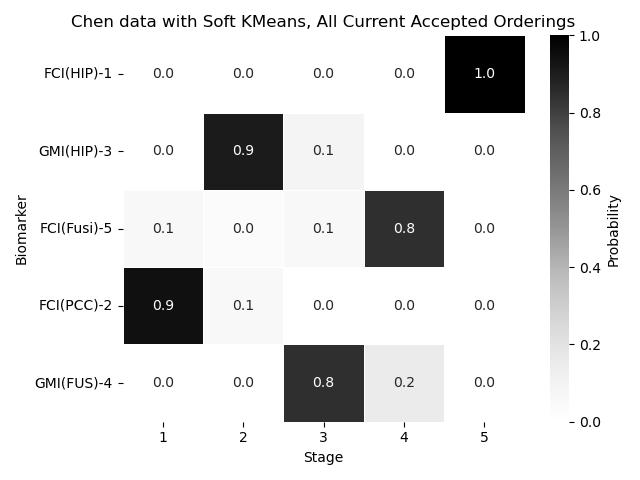 Chen data with Soft KMeans, All Current Accepted Orderings
FCI(HIP)-1 0.0 0.0 0.0 0.0 1.0
GMI(HIP)-3 0.0 0.9 0.1 0.0 0.0
FCI(Fusi)-5 0.1 0.0 0.1 0.8 0.0
FCI(PCC)-2 0.9 0.1 0.0 0.0 0.0
GMI(FUS)-4 0.0 0.0 0.8 0.2 0.0
1 2 3 4 5
Stage
Biomarker
1.0
0.8
0.6
0.4
0.2
0.0
Probability